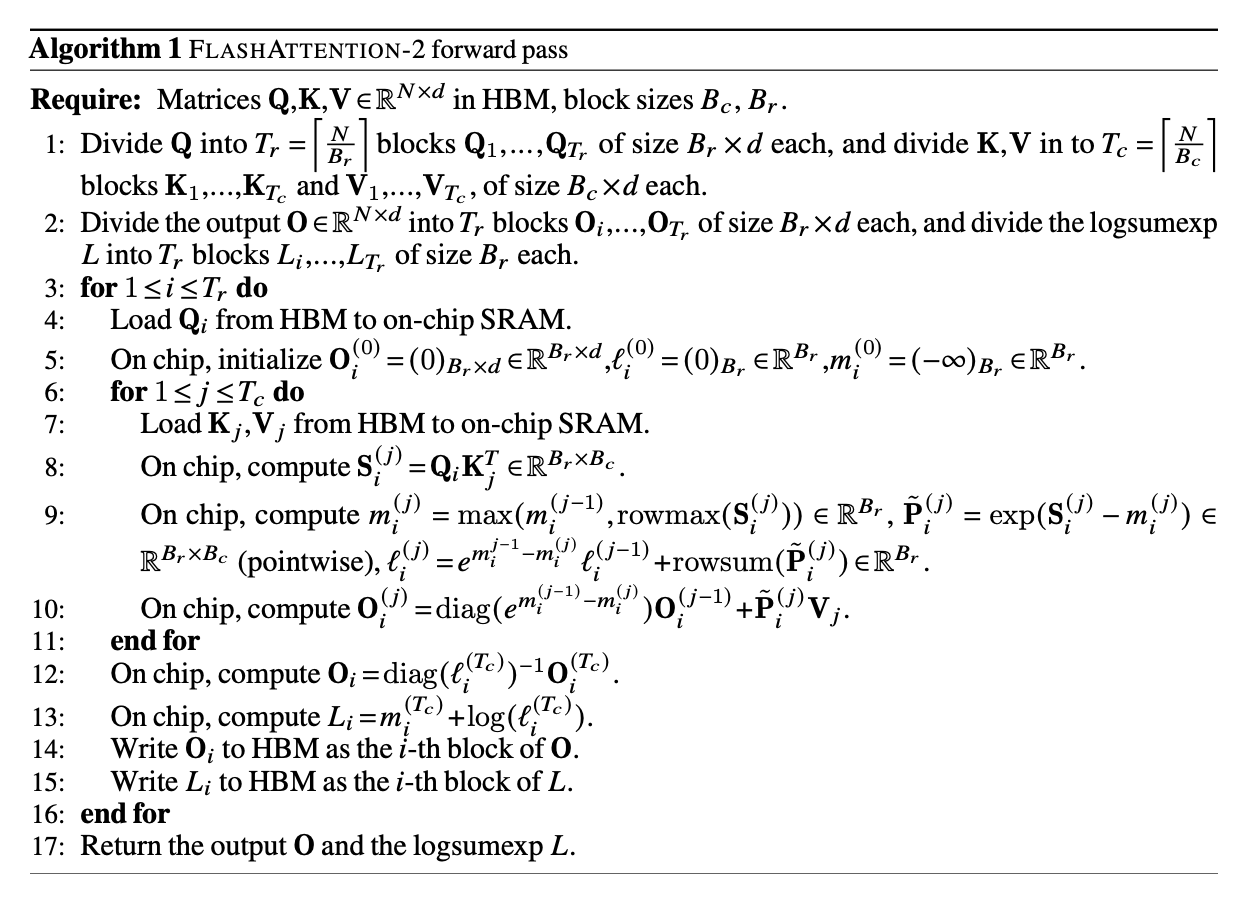 Algorithm 1 FLASHATTENTION-2 forward pass
Require: Matrices Q,K,V∈ℝ^{N×d} in HBM, block sizes B_c, B_r.
1: Divide Q into T_r = ⌈N/B_r⌉ blocks Q_1,...,Q_{T_r} of size B_r×d each, and divide K,V in to T_c = ⌈N/B_c⌉
blocks K_1,...,K_{T_c} and V_1,...,V_{T_c}, of size B_c×d each.
2: Divide the output O∈ℝ^{N×d} into T_r blocks O_i,...,O_{T_r} of size B_r×d each, and divide the logsumexp
L into T_r blocks L_i,...,L_{T_r} of size B_r each.
3: for 1≤i≤T_r do
4: Load Q_i from HBM to on-chip SRAM.
5: On chip, initialize O_i^{(0)}=(0)_{B_r×d}∈ℝ^{B_r×d},ℓ_i^{(0)}=(0)_{B_r}∈ℝ^{B_r},m_i^{(0)}=(-∞)_{B_r}∈ℝ^{B_r}.
6: for 1≤j≤T_c do
7: Load K_j,V_j from HBM to on-chip SRAM.
8: On chip, compute S_i^{(j)}=Q_iK_j^T∈ℝ^{B_r×B_c}.
9: On chip, compute m_i^{(j)} = max(m_i^{(j-1)},rowmax(S_i^{(j)})) ∈ ℝ^{B_r}, P̃_i^{(j)} = exp(S_i^{(j)} - m_i^{(j)}) ∈
ℝ^{B_r×B_c} (pointwise), ℓ_i^{(j)}=e^{m_i^{j-1}-m_i^{(j)}}ℓ_i^{(j-1)}+rowsum(P̃_i^{(j)})∈ℝ^{B_r}.
10: On chip, compute O_i^{(j)}=diag(e^{m_i^{(j-1)}-m_i^{(j)}})O_i^{(j-1)}+P̃_i^{(j)}V_j.
11: end for
12: On chip, compute O_i=diag(ℓ_i^{(T_c)})^{-1}O_i^{(T_c)}.
13: On chip, compute L_i=m_i^{(T_c)}+log(ℓ_i^{(T_c)}).
14: Write O_i to HBM as the i-th block of O.
15: Write L_i to HBM as the i-th block of L.
16: end for
17: Return the output O and the logsumexp L.